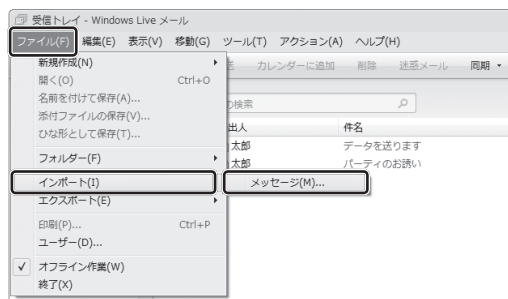 受信トレイ - Windows Live メール
ファイル(F) 編集(E) 表示(V) 移動(G) ツール(T) アクション(A) ヘルプ(H)
新規作成(N) カレンダーに追加 削除 迷惑メール 同期
開く(O) Ctrl+O
名前を付けて保存(A)...
の検索
添付ファイルの保存(V)...
出人 件名
ひな形として保存(T)...
太郎 データを送ります
フォルダー(F) 太郎 パーティのお誘い
インポート(I) メッセージ(M)...
エクスポート(E)
印刷(P)... Ctrl+P
ユーザー(D)...
オフライン作業(W)
終了(X)